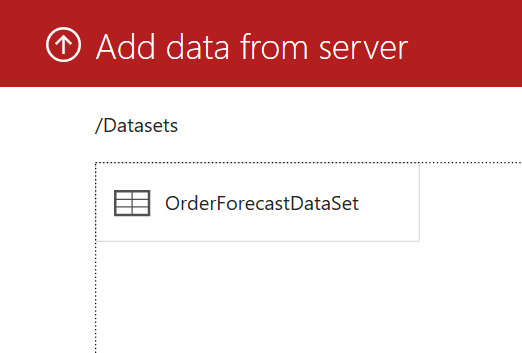 Add data from server
/Datasets
OrderForecastDataSet